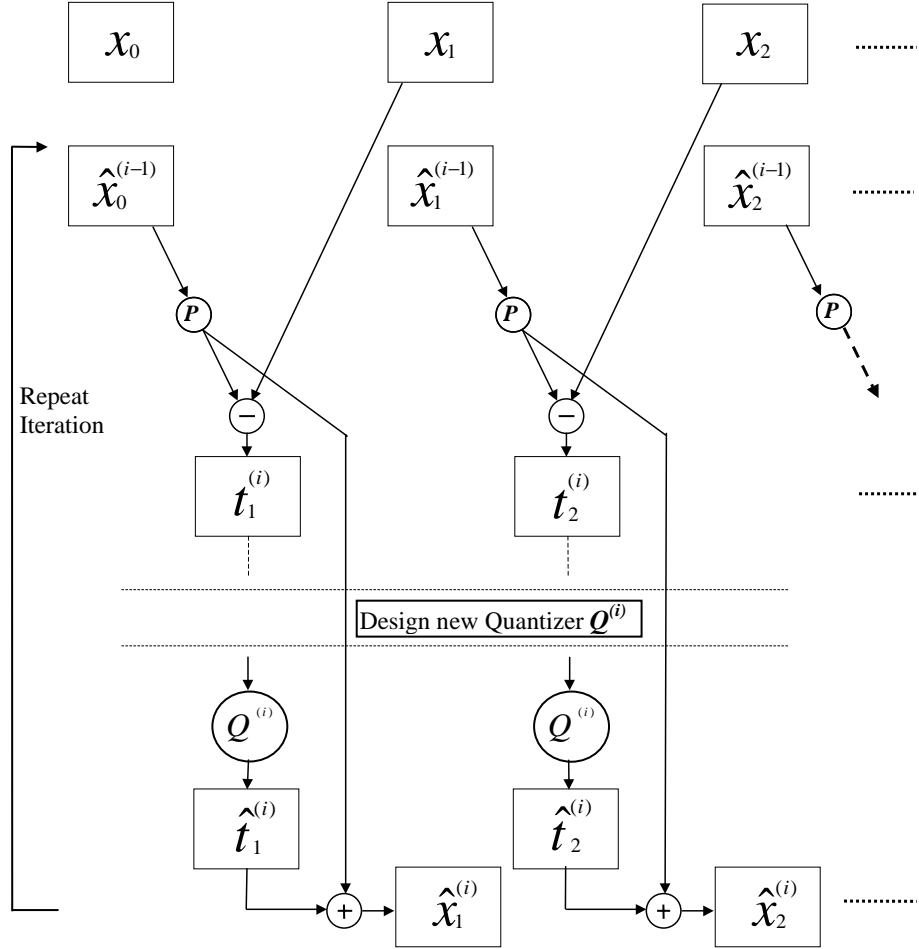 x₀ x₁ x₂
x̂₀⁽ⁱ⁻¹⁾ x̂₁⁽ⁱ⁻¹⁾ x̂₂⁽ⁱ⁻¹⁾
P P P
Repeat
Iteration
− −
t₁⁽ⁱ⁾ t₂⁽ⁱ⁾
Design new Quantizer Q⁽ⁱ⁾
Q⁽ⁱ⁾ Q⁽ⁱ⁾
t̂₁⁽ⁱ⁾ t̂₂⁽ⁱ⁾
+ x̂₁⁽ⁱ⁾ + x̂₂⁽ⁱ⁾